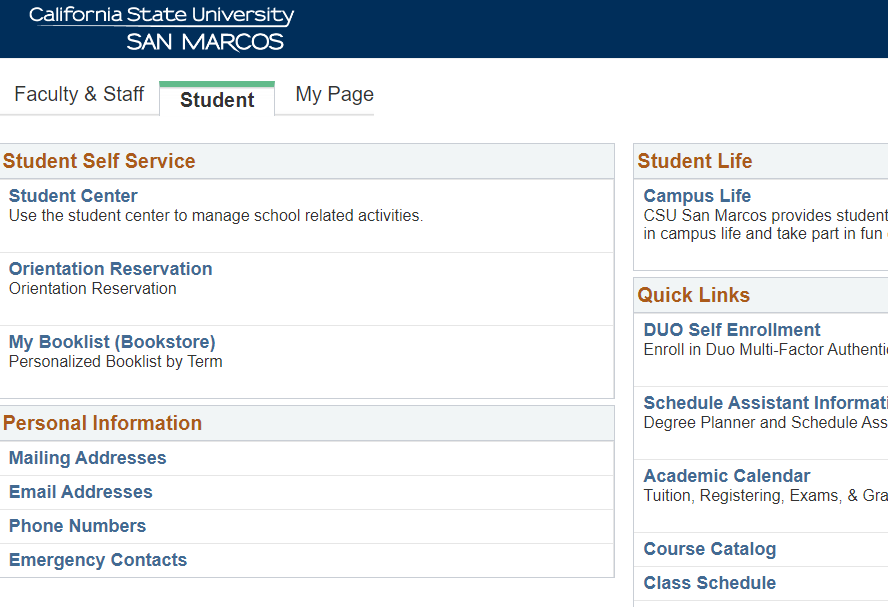 California State University
SAN MARCOS
Faculty & Staff
Student
My Page
Student Self Service
Student Center
Use the student center to manage school related activities.
Orientation Reservation
Orientation Reservation
My Booklist (Bookstore)
Personalized Booklist by Term
Personal Information
Mailing Addresses
Email Addresses
Phone Numbers
Emergency Contacts
Student Life
Campus Life
CSU San Marcos provides student
in campus life and take part in fun
Quick Links
DUO Self Enrollment
Enroll in Duo Multi-Factor
Schedule Assistant
Degree Planner and Schedule
Academic Calendar
Tuition, Registering, Exams, &
Course Catalog
Class Schedule